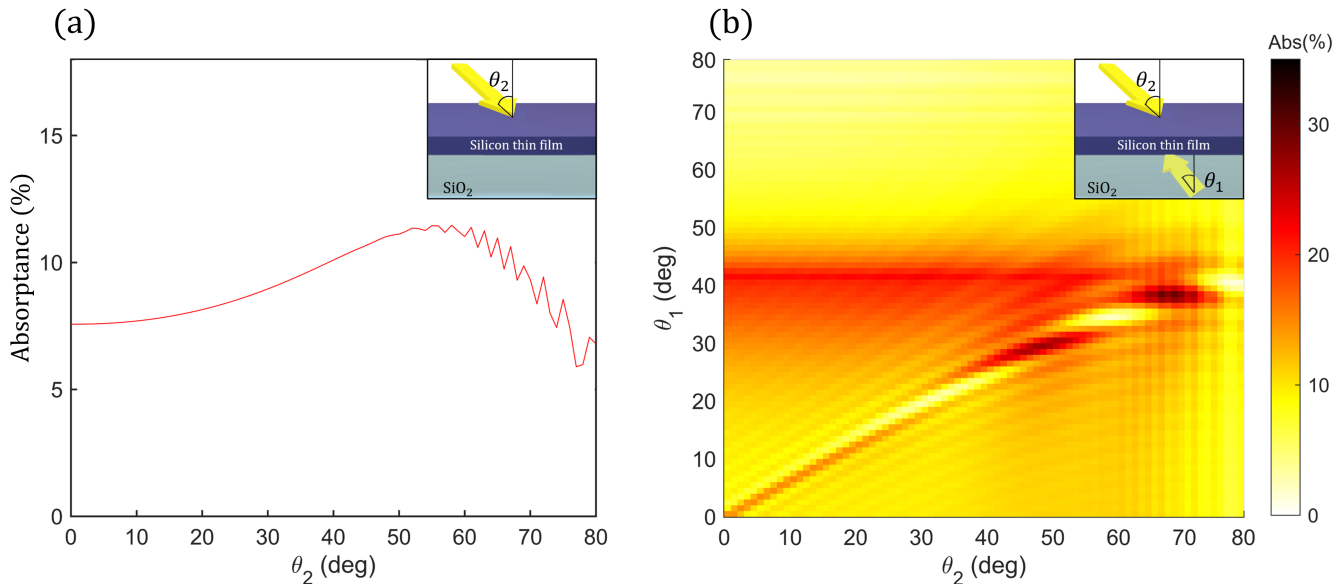 (a)
Absorptance (%)
15
10
5
0
0 10 20 30 40 50 60 70 80
θ2 (deg)
θ2
Silicon thin film
SiO2
(b)
θ1 (deg)
80
70
60
50
40
30
20
10
0
0 10 20 30 40 50 60 70 80
θ2 (deg)
θ2
Silicon thin film
SiO2
θ1
Abs(%)
30
20
10
0